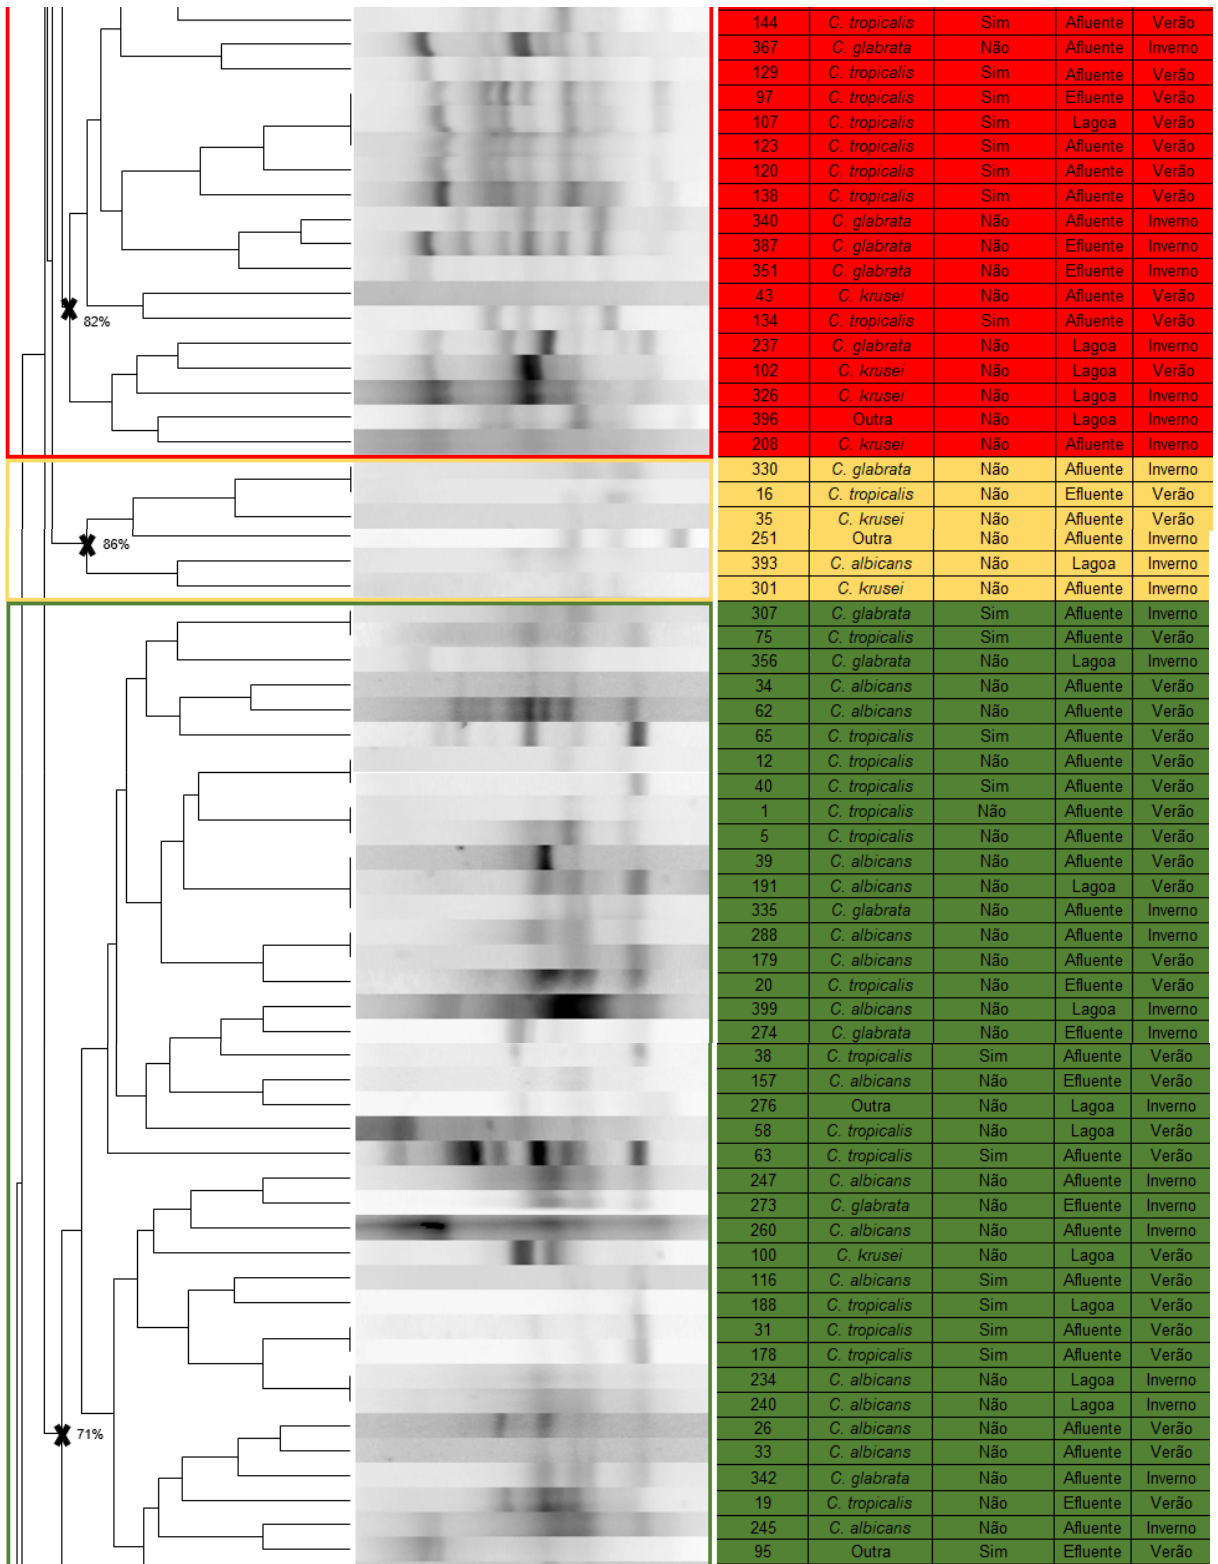 144 C. tropicalis Sim Afluente Verão
367 C. glabrata Não Afluente Inverno
129 C. tropicalis Sim Afluente Verão
97 C. tropicalis Sim Efluente Verão
107 C. tropicalis Sim Lagoa Verão
123 C. tropicalis Sim Afluente Verão
120 C. tropicalis Sim Afluente Verão
138 C. tropicalis Sim Afluente Verão
340 C. glabrata Não Afluente Inverno
387 C. glabrata Não Efluente Inverno
351 C. glabrata Não Efluente Inverno
43 C. krusei Não Afluente Verão
82% 134 C. tropicalis Sim Afluente Verão
237 C. glabrata Não Lagoa Inverno
102 C. krusei Não Lagoa Verão
326 C. krusei Não Lagoa Inverno
396 Outra Não Lagoa Inverno
208 C. krusei Não Afluente Inverno
330 C. glabrata Não Afluente Inverno
16 C. tropicalis Não Efluente Verão
35 C. krusei Não Afluente Verão
86% 251 Outra Não Afluente Inverno
393 C. albicans Não Lagoa Inverno
301 C. krusei Não Afluente Inverno
307 C. glabrata Sim Afluente Inverno
75 C. tropicalis Sim Afluente Verão
356 C. glabrata Não Lagoa Inverno
34 C. albicans Não Afluente Verão
62 C. albicans Não Afluente Verão
65 C. tropicalis Sim Afluente Verão
12 C. tropicalis Não Afluente Verão
40 C. tropicalis Sim Afluente Verão
1 C. tropicalis Não Afluente Verão
5 C. tropicalis Não Afluente Verão
39 C. albicans Não Afluente Verão
191 C. albicans Não Lagoa Verão
335 C. glabrata Não Afluente Inverno
288 C. albicans Não Afluente Inverno
179 C. albicans Não Afluente Verão
20 C. tropicalis Não Efluente Verão
399 C. albicans Não Lagoa Inverno
274 C. glabrata Não Efluente Inverno
38 C. tropicalis Sim Afluente Verão
157 C. albicans Não Efluente Verão
276 Outra Não Lagoa Inverno
58 C. tropicalis Não Lagoa Verão
63 C. tropicalis Sim Afluente Verão
247 C. albicans Não Afluente Inverno
273 C. glabrata Não Efluente Inverno
260 C. albicans Não Afluente Inverno
100 C. krusei Não Lagoa Verão
116 C. albicans Sim Afluente Verão
188 C. tropicalis Sim Lagoa Verão
31 C. tropicalis Sim Afluente Verão
178 C. tropicalis Sim Afluente Verão
234 C. albicans Não Lagoa Inverno
240 C. albicans Não Lagoa Inverno
26 C. albicans Não Afluente Verão
71% 33 C. albicans Não Afluente Verão
342 C. glabrata Não Afluente Inverno
19 C. tropicalis Não Efluente Verão
245 C. albicans Não Afluente Inverno
95 Outra Sim Efluente Verão